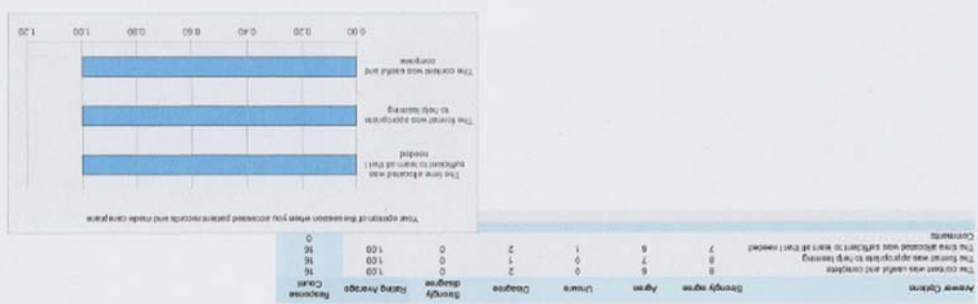 Answer Options Strongly agree Agree Unsure Disagree Strongly disagree Rating Average Response Count
The content was useful and complete 8 6 0 2 0 1.00 16
The format was appropriate to help learning 8 7 0 1 0 1.00 16
The time allocated was sufficient to learn all that I needed 7 6 1 2 0 1.00 16
Comments 0
Your opinion of the session when you accessed patient records and made care plans
The time allocated was
sufficient to learn all that I
needed
The format was appropriate
to help learning
The content was useful and
complete
0.00 0.20 0.40 0.60 0.80 1.00 1.20